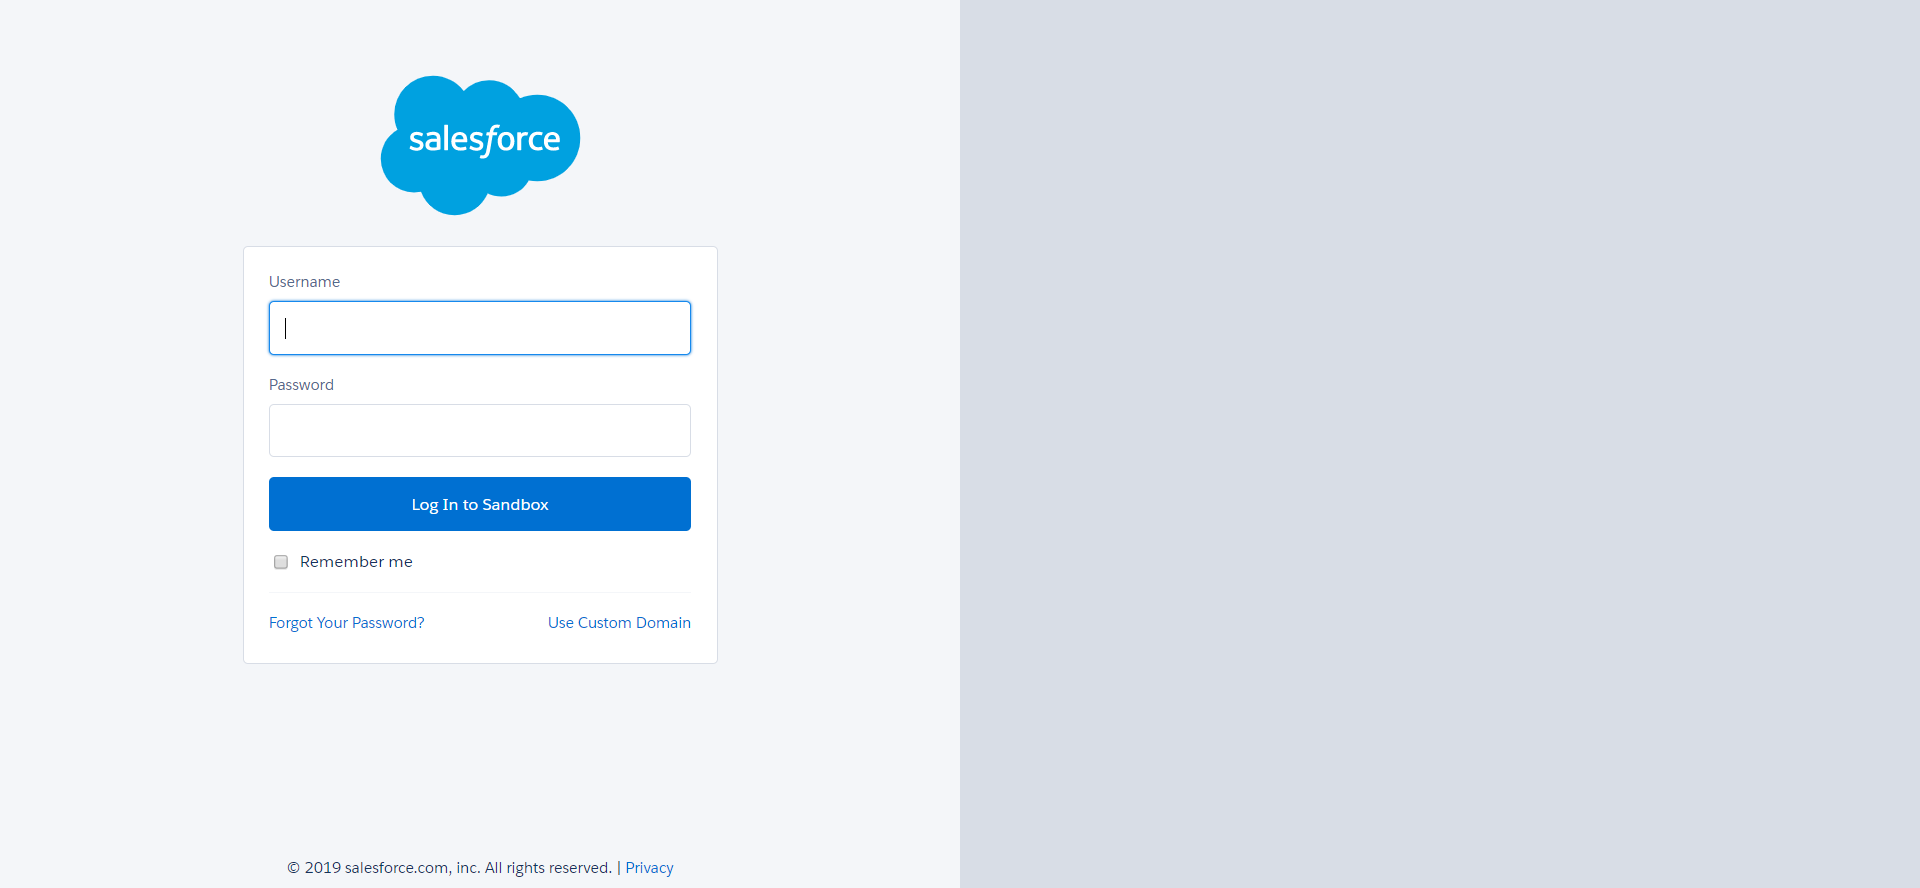 salesforce
Username
Password
Log In to Sandbox
Remember me
Forgot Your Password? Use Custom Domain
© 2019 salesforce.com, inc. All rights reserved. | Privacy